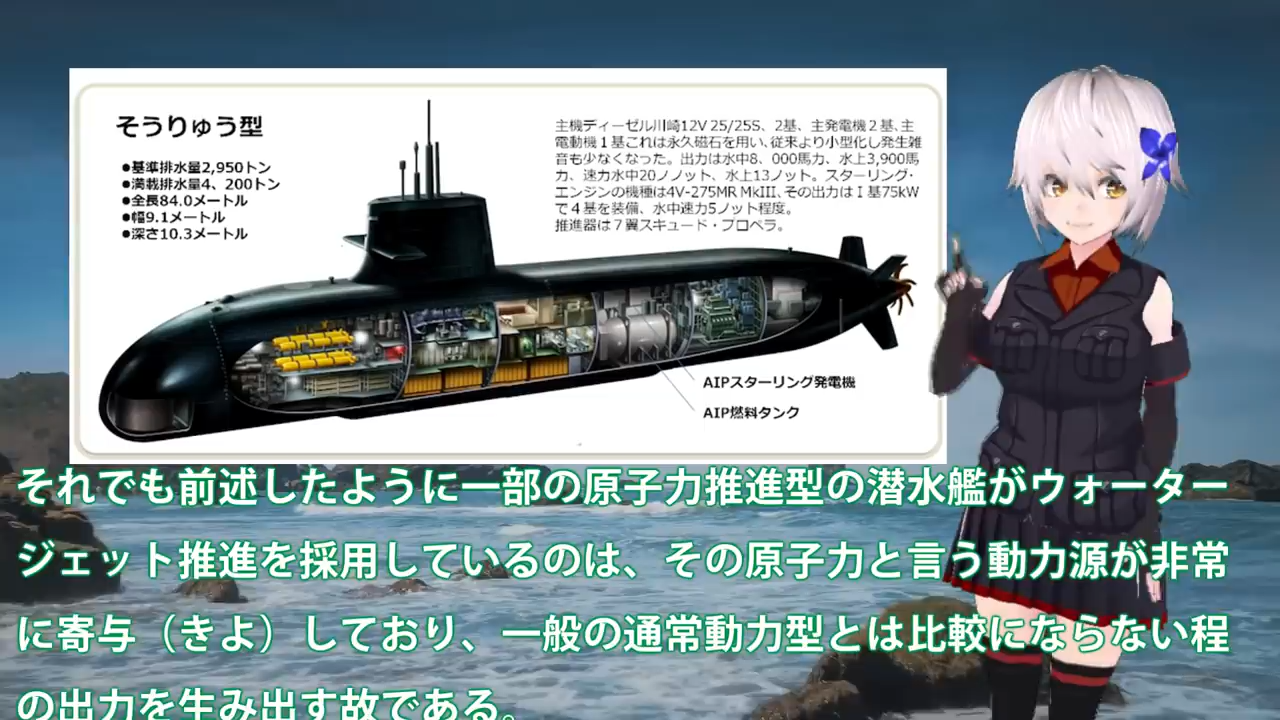 そうりゅう型
●基準排水量2,950トン
●満載排水量4、200トン
●全長84.0メートル
●幅9.1メートル
●深さ10.3メートル
主機ディーゼル川崎12V 25/25S、2基、主発電機２基、主
電動機１基これは永久磁石を用い、従来より小型化し発生雑
音も少なくなった。出力は水中8、000馬力、水上3,900馬
力、速力水中20ノノット、水上13ノット。スターリング・
エンジンの機種は4V-275MR MkIII、その出力はＩ基75kW
で４基を装備、水中速力5ノット程度。
推進器は７翼スキュード・プロペラ。
AIPスターリング発電機
AIP燃料タンク
それでも前述したように一部の原子力推進型の潜水艦がウォーター
ジェット推進を採用しているのは、その原子力と言う動力源が非常
に寄与（きよ）しており、一般の通常動力型とは比較にならない程
の出力を生み出す故である。